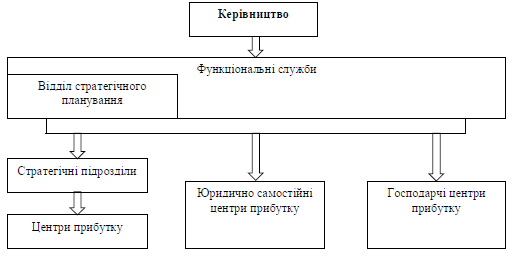 Керівництво
Функціональні служби
Відділ стратегічного
планування
Стратегічні підрозділи
Центри прибутку
Юридично самостійні
центри прибутку
Господарчі центри
прибутку